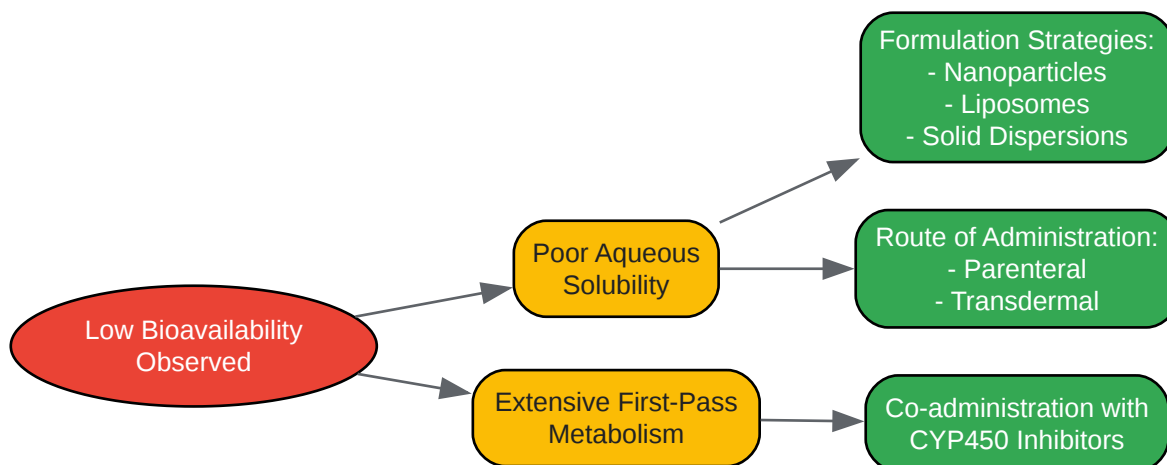 Low Bioavailability
Observed
Poor Aqueous
Solubility
Extensive First-Pass
Metabolism
Formulation Strategies:
- Nanoparticles
- Liposomes
- Solid Dispersions
Route of Administration:
- Parenteral
- Transdermal
Co-administration with
CYP450 Inhibitors